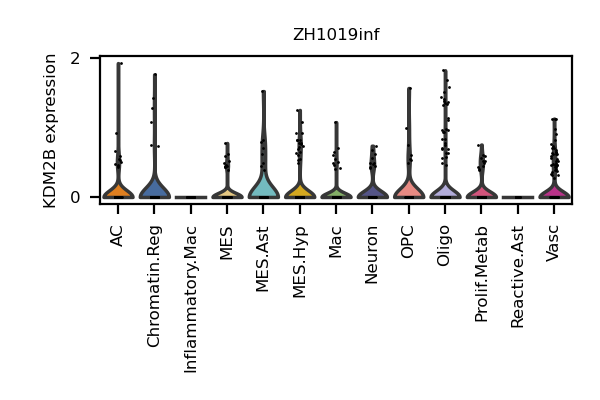 ZH1019inf
KDM2B expression
2
0
AC
Chromatin.Reg
Inflammatory.Mac
MES
MES.Ast
MES.Hyp
Mac
Neuron
OPC
Oligo
Prolif.Metab
Reactive.Ast
Vasc